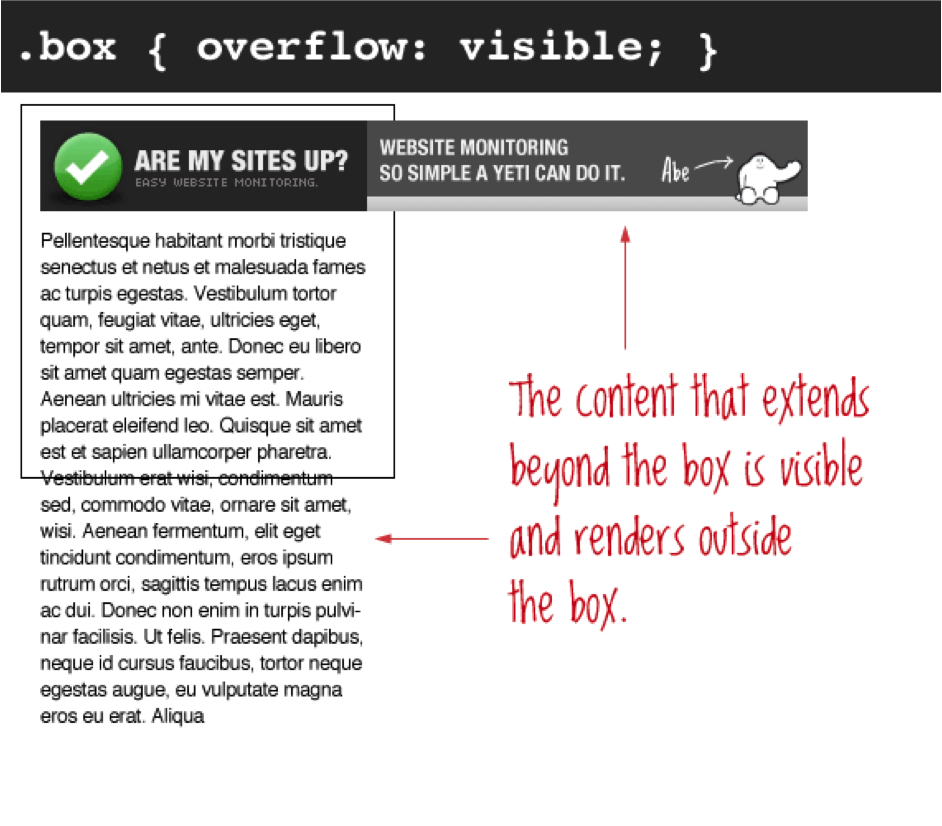 .box { overflow: visible; }
ARE MY SITES UP?
EASY WEBSITE MONITORING.
WEBSITE MONITORING
SO SIMPLE A YETI CAN DO IT.
Abe
Pellentesque habitant morbi tristique
senectus et netus et malesuada fames
ac turpis egestas. Vestibulum tortor
quam, feugiat vitae, ultricies eget,
tempor sit amet, ante. Donec eu libero
sit amet quam egestas semper.
Aenean ultricies mi vitae est. Mauris
placerat eleifend leo. Quisque sit amet
est et sapien ullamcorper pharetra.
Vestibulum erat wisi, condimentum
sed, commodo vitae, ornare sit amet,
wisi. Aenean fermentum, elit eget
tincidunt condimentum, eros ipsum
rutrum orci, sagittis tempus lacus enim
ac dui. Donec non enim in turpis pulvi-
nar facilisis. Ut felis. Praesent dapibus,
neque id cursus faucibus, tortor neque
egestas augue, eu vulputate magna
eros eu erat. Aliqua
The content that extends
beyond the box is visible
and renders outside
the box.